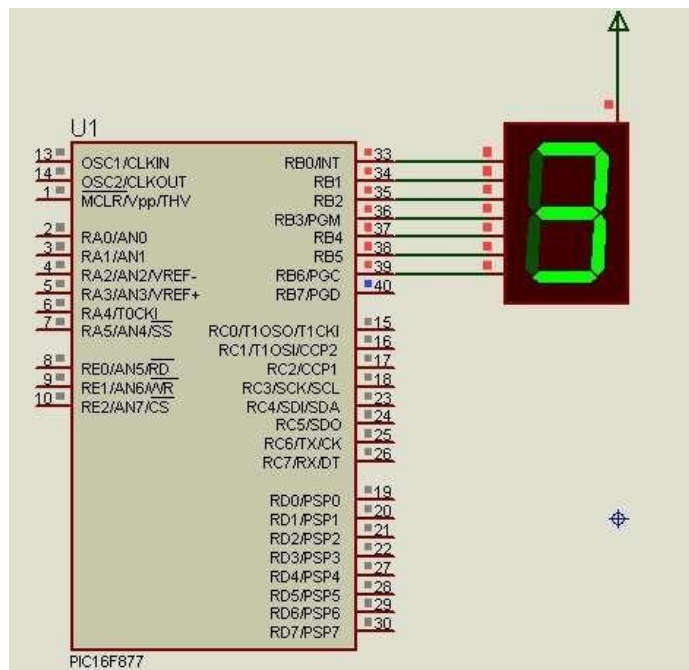 U1
13 OSC1/CLKIN
14 OSC2/CLKOUT
1 MCLR/Vpp/THV
2 RA0/AN0
3 RA1/AN1
4 RA2/AN2/VREF-
5 RA3/AN3/VREF+
6 RA4/T0CKI
7 RA5/AN4/SS
8 RE0/AN5/RD
9 RE1/AN6/WR
10 RE2/AN7/CS
RB0/INT 33
RB1 34
RB2 35
RB3/PGM 36
RB4 37
RB5 38
RB6/PGC 39
RB7/PGD 40
RC0/T1OSO/T1CKI 15
RC1/T1OSI/CCP2 16
RC2/CCP1 17
RC3/SCK/SCL 18
RC4/SDI/SDA 23
RC5/SDO 24
RC6/TX/CK 25
RC7/RX/DT 26
RD0/PSP0 19
RD1/PSP1 20
RD2/PSP2 21
RD3/PSP3 22
RD4/PSP4 27
RD5/PSP5 28
RD6/PSP6 29
RD7/PSP7 30
PIC16F877
3